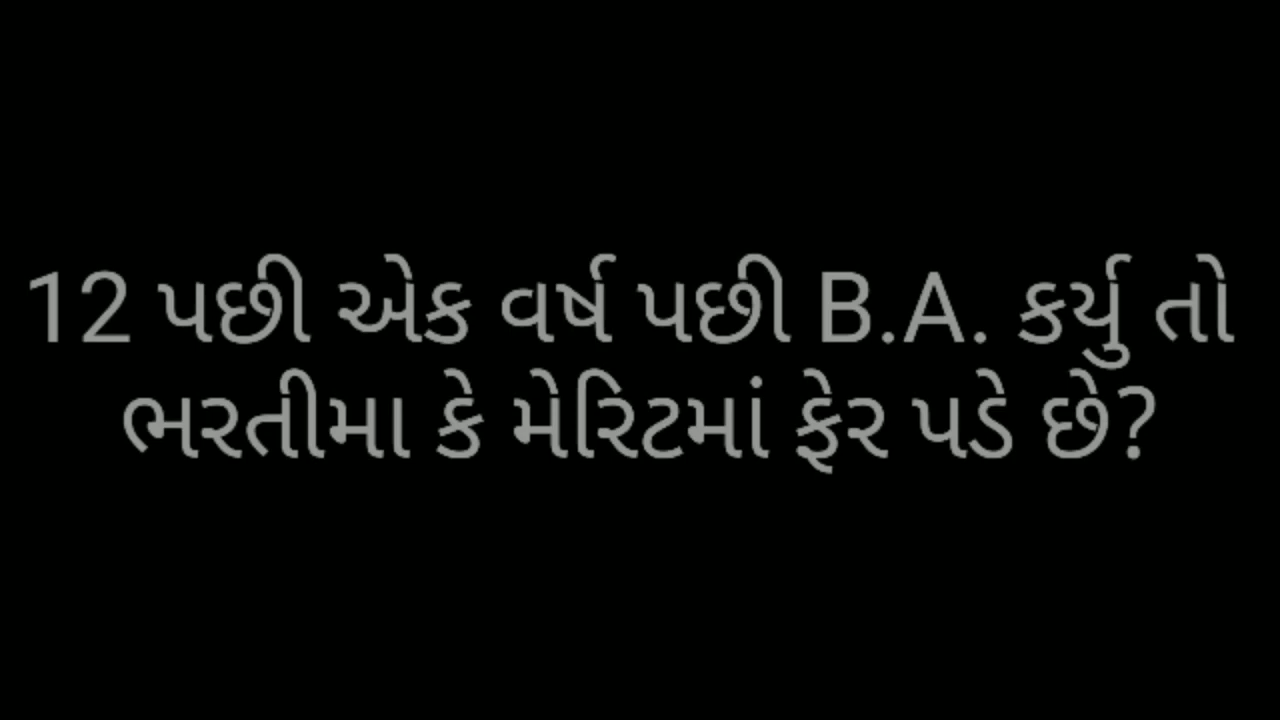 12 પછી એક વર્ષ પછી B.A. કર્યુ તો
ભરતીમા કે મેરિટમાં ફેર પડે છે?